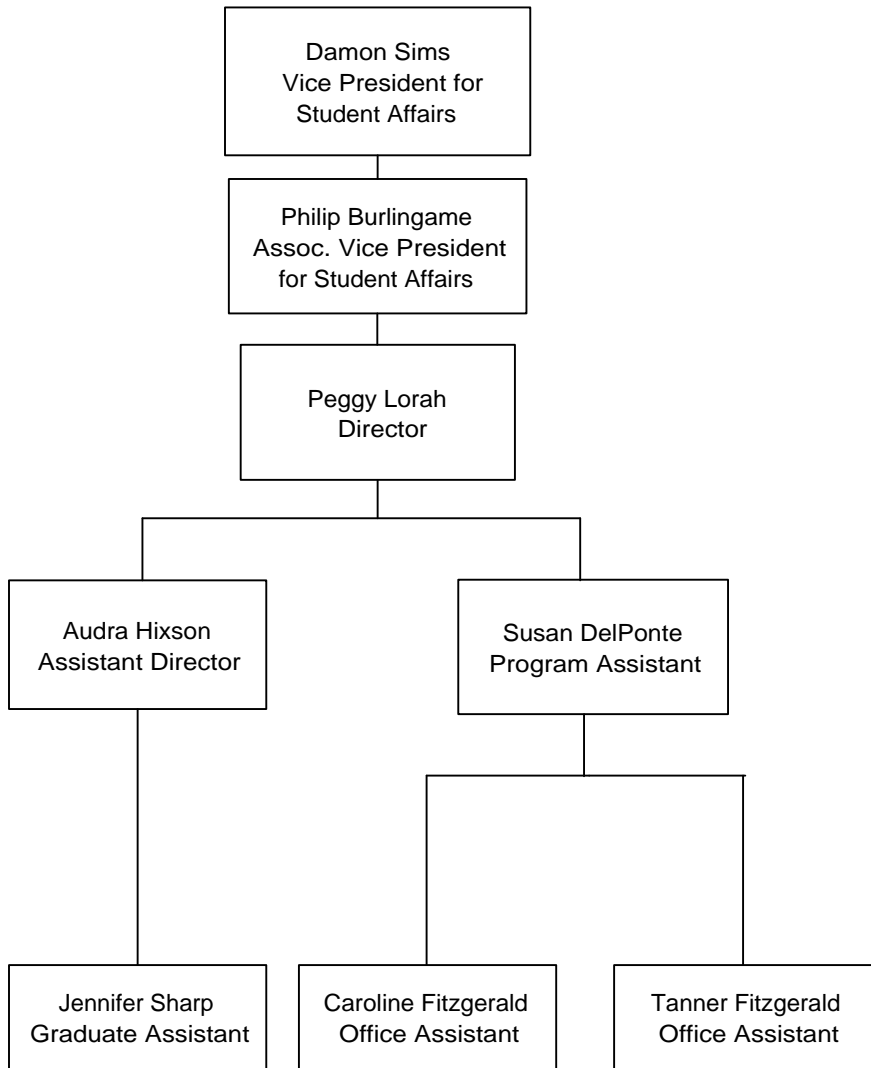 Damon Sims
Vice President for
Student Affairs
Philip Burlingame
Assoc. Vice President
for Student Affairs
Peggy Lorah
Director
Audra Hixson
Assistant Director
Susan DelPonte
Program Assistant
Jennifer Sharp
Graduate Assistant
Caroline Fitzgerald
Office Assistant
Tanner Fitzgerald
Office Assistant